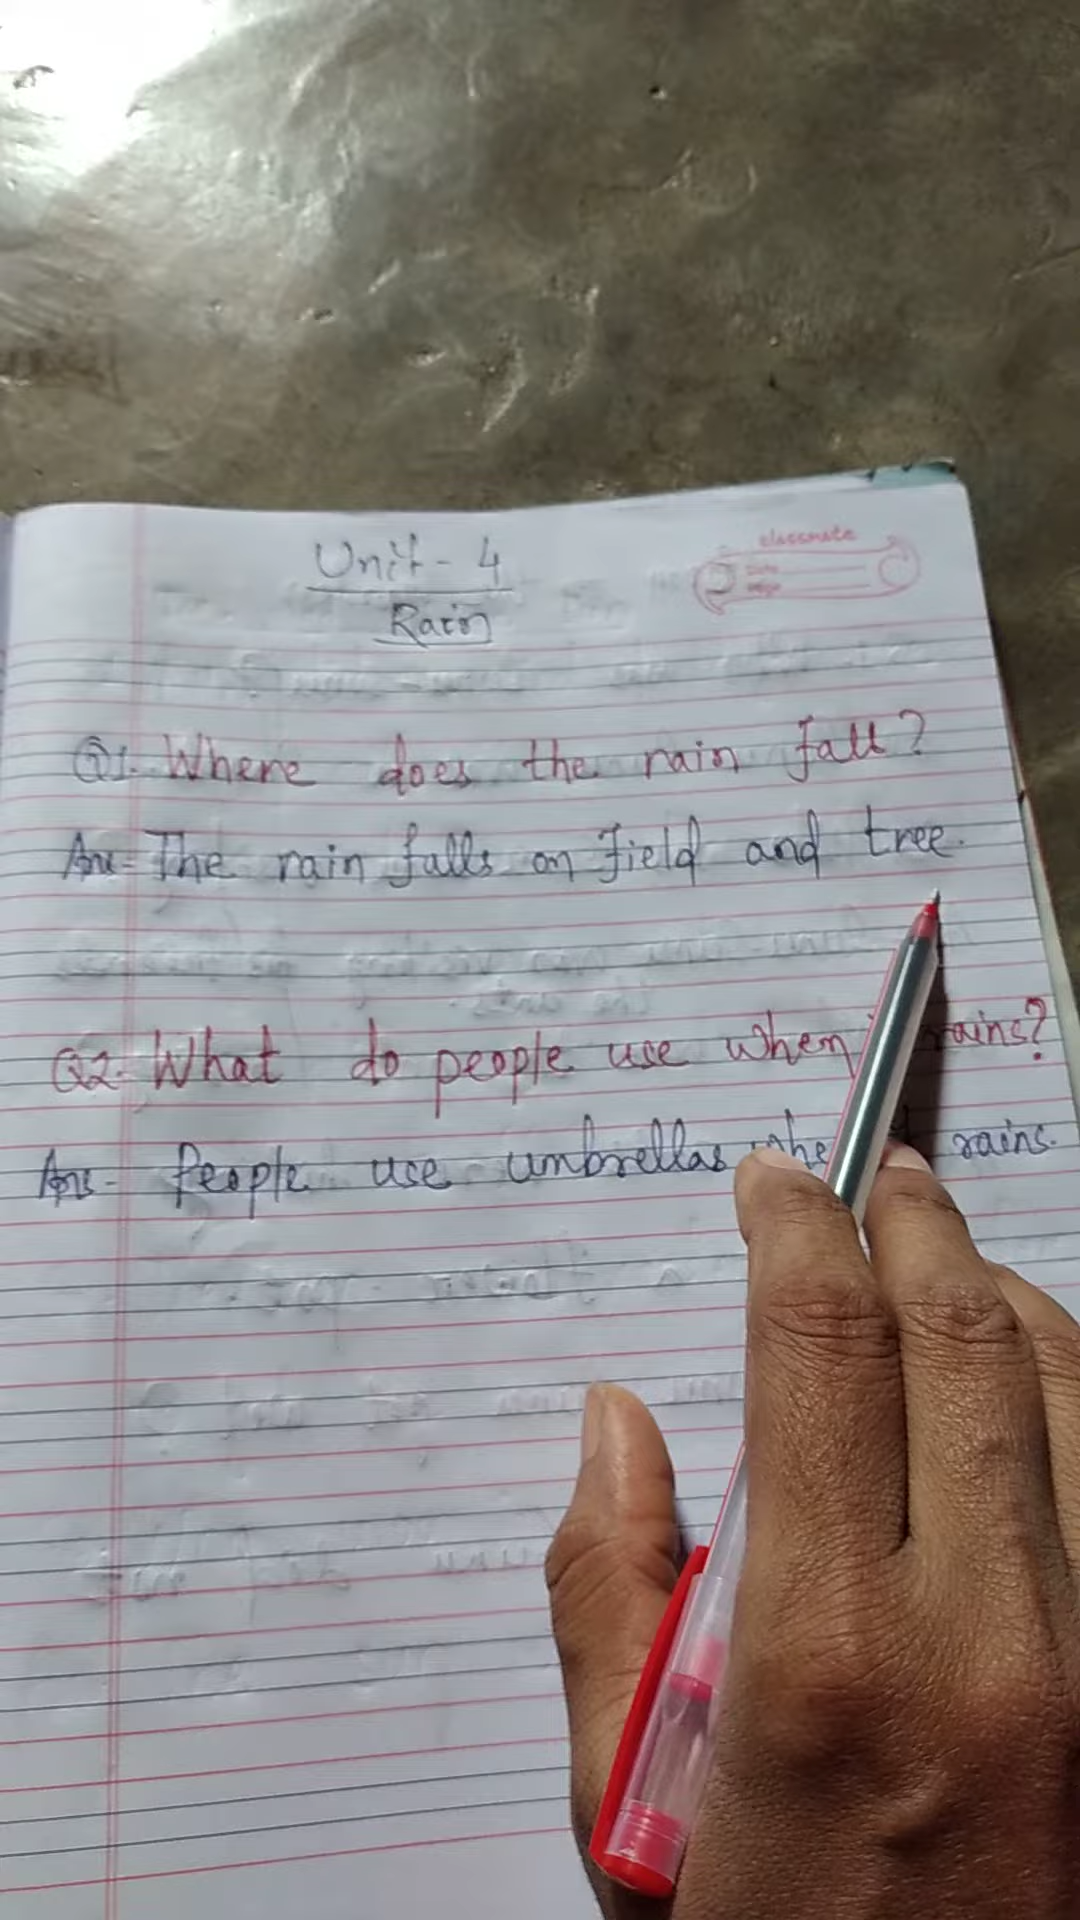 Unit - 4
Rain
classmate
Q1. Where does the rain fall?
Ans- The rain falls on field and tree.
Q2. What do people use when rains?
Ans- People use umbrellas rains.